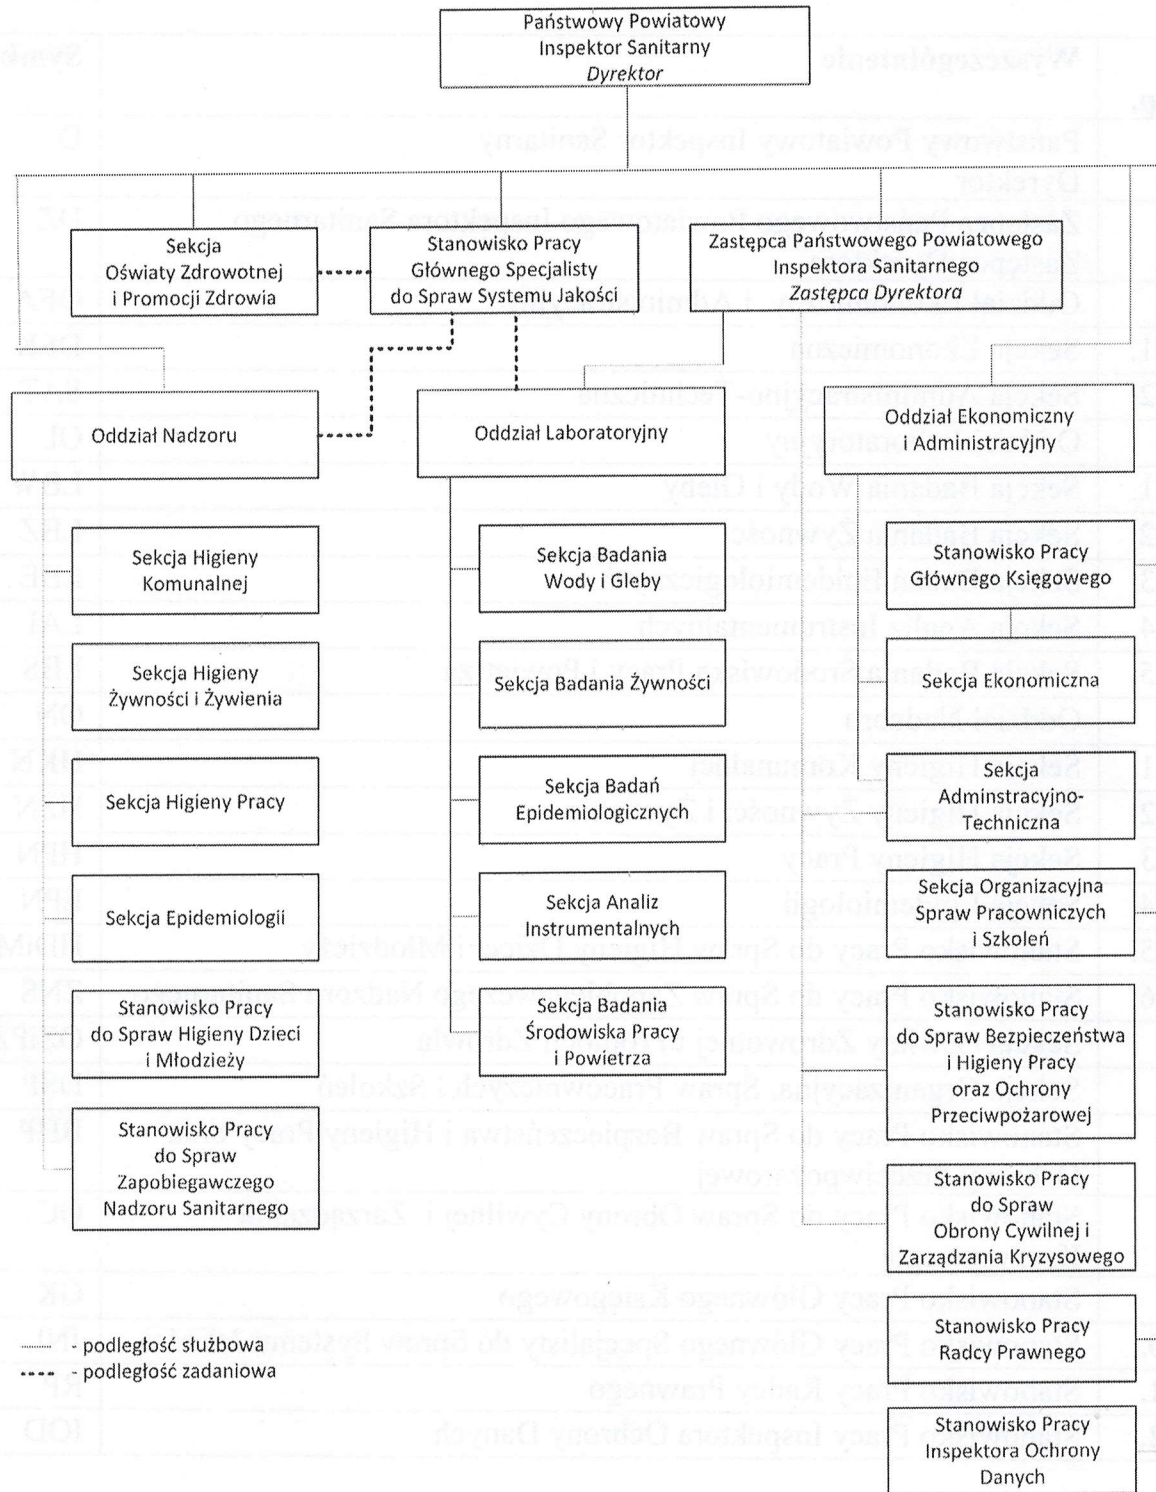 Państwowy Powiatowy
Inspektor Sanitarny
Dyrektor
Sekcja
Oświaty Zdrowotnej
i Promocji Zdrowia
Stanowisko Pracy
Głównego Specjalisty
do Spraw Systemu Jakości
Zastępca Państwowego Powiatowego
Inspektora Sanitarnego
Zastępca Dyrektora
Oddział Nadzoru
Oddział Laboratoryjny
Oddział Ekonomiczny
i Administracyjny
Sekcja Higieny
Komunalnej
Sekcja Higieny
Żywności i Żywienia
Sekcja Higieny Pracy
Sekcja Epidemiologii
Stanowisko Pracy
do Spraw Higieny Dzieci
i Młodzieży
Stanowisko Pracy
do Spraw
Zapobiegawczego
Nadzoru Sanitarnego
Sekcja Badania
Wody i Gleby
Sekcja Badania Żywności
Sekcja Badań
Epidemiologicznych
Sekcja Analiz
Instrumentalnych
Sekcja Badania
Środowiska Pracy
i Powietrza
Stanowisko Pracy
Głównego Księgowego
Sekcja Ekonomiczna
Sekcja
Adminstracyjno-
Techniczna
Sekcja Organizacyjna
Spraw Pracowniczych
i Szkoleń
Stanowisko Pracy
do Spraw Bezpieczeństwa
i Higieny Pracy
oraz Ochrony
Przeciwpożarowej
Stanowisko Pracy
do Spraw
Obrony Cywilnej i
Zarządzania Kryzysowego
Stanowisko Pracy
Radcy Prawnego
Stanowisko Pracy
Inspektora Ochrony
Danych
- podległość służbowa
- podległość zadaniowa